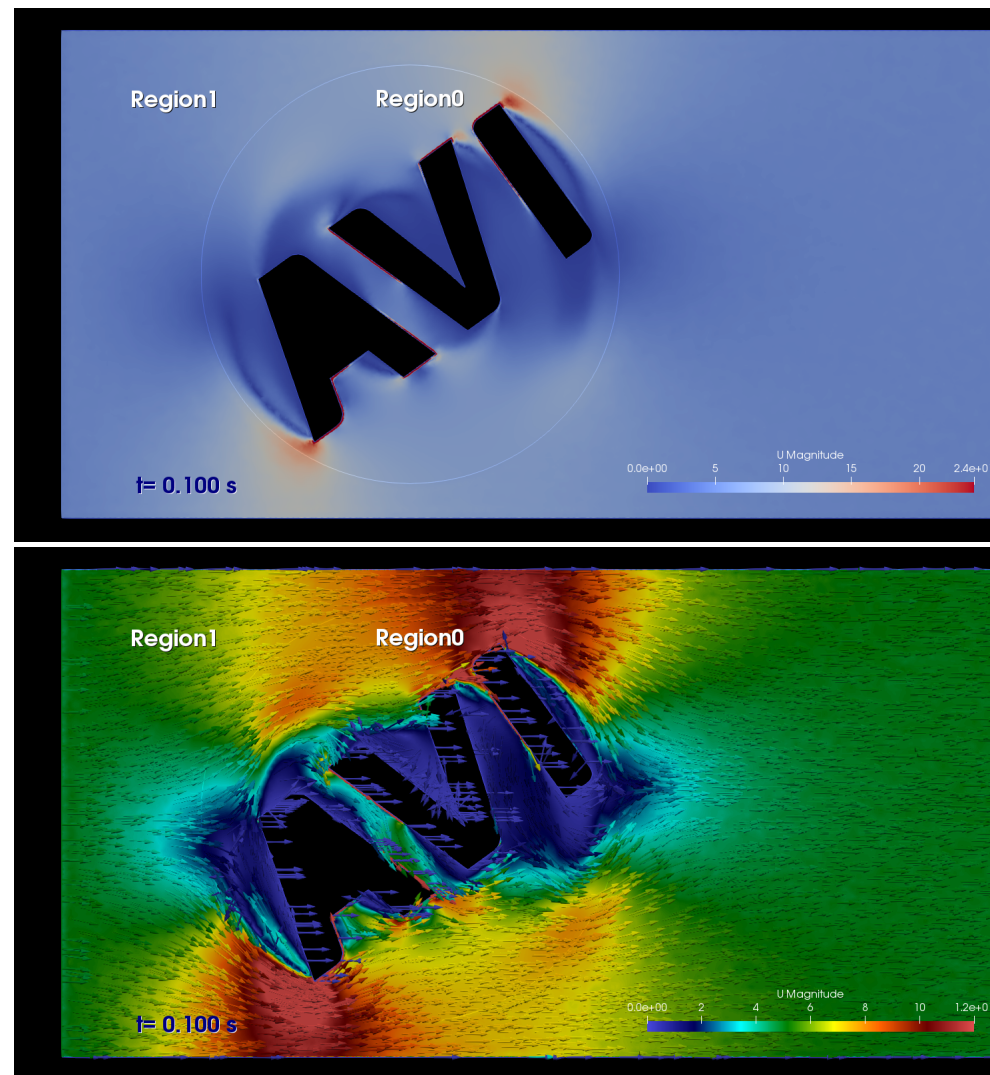 Region1
Region0
AVI
U Magnitude
0.0e+00 5 10 15 20 2.4e+0
t= 0.100 s
Region1
Region0
AVI
U Magnitude
0.0e+00 2 4 6 8 10 1.2e+0
t= 0.100 s